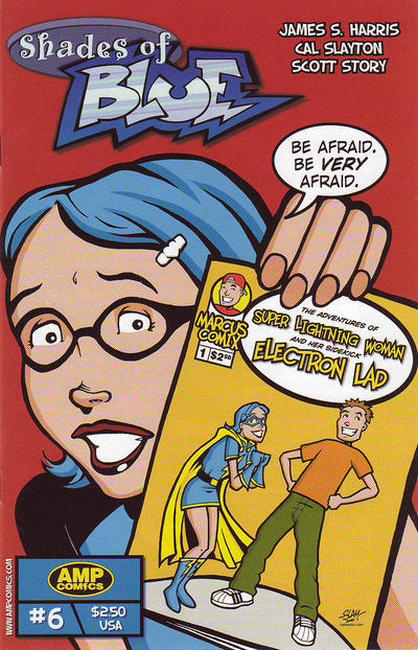 Shades of
BLUE
JAMES S. HARRIS
CAL SLAYTON
SCOTT STORY
BE AFRAID.
BE VERY
AFRAID.
MARCUS
COMIX
1 $2.50
THE ADVENTURES OF
SUPER LIGHTNING WOMAN
AND HER SIDEKICK
ELECTRON LAD
WWW.AMPCOMICS.COM
AMP
COMICS
#6
$2.50
USA
SLAY